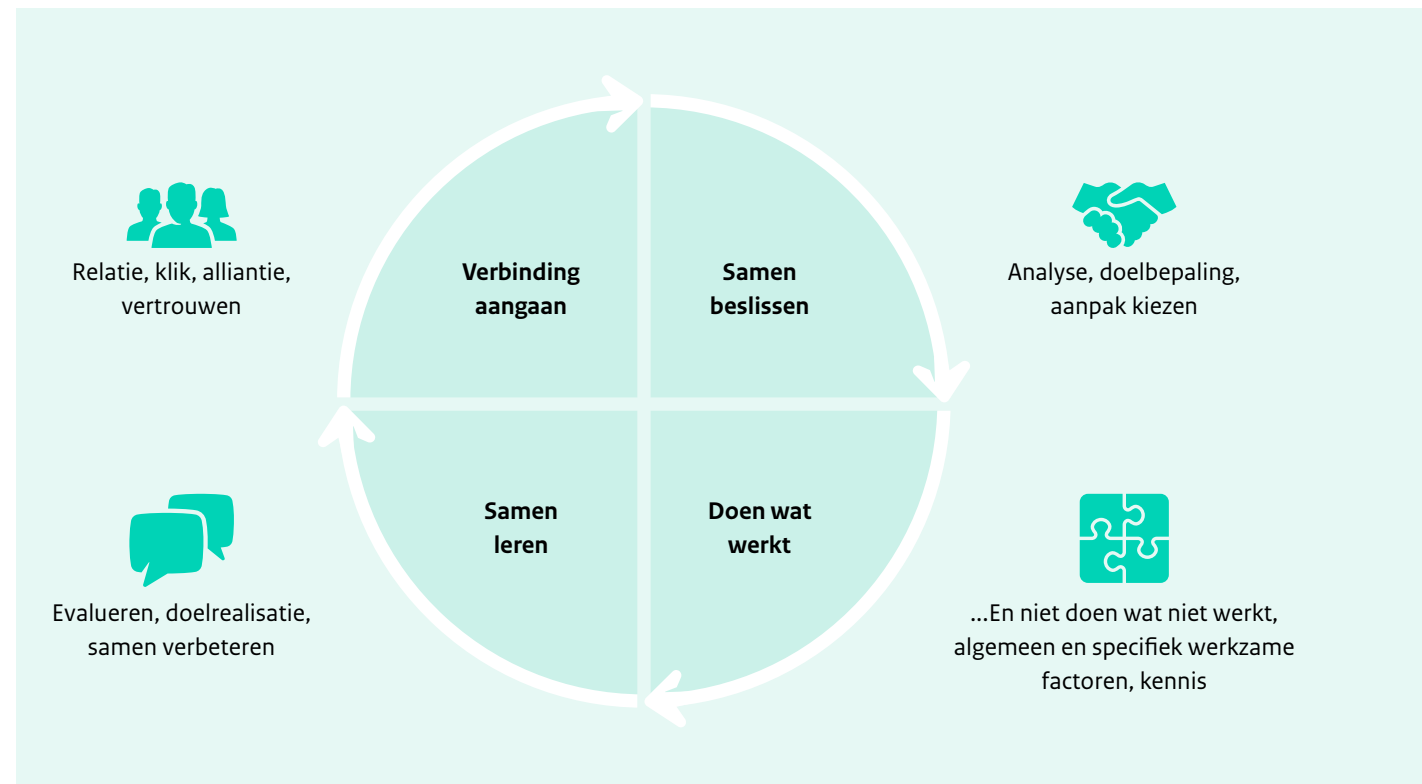 Relatie, klik, alliantie,
vertrouwen
Verbinding
aangaan
Samen
beslissen
Analyse, doelbepaling,
aanpak kiezen
Evalueren, doelrealisatie,
samen verbeteren
Samen
leren
Doen wat
werkt
...En niet doen wat niet werkt,
algemeen en specifiek werkzame
factoren, kennis